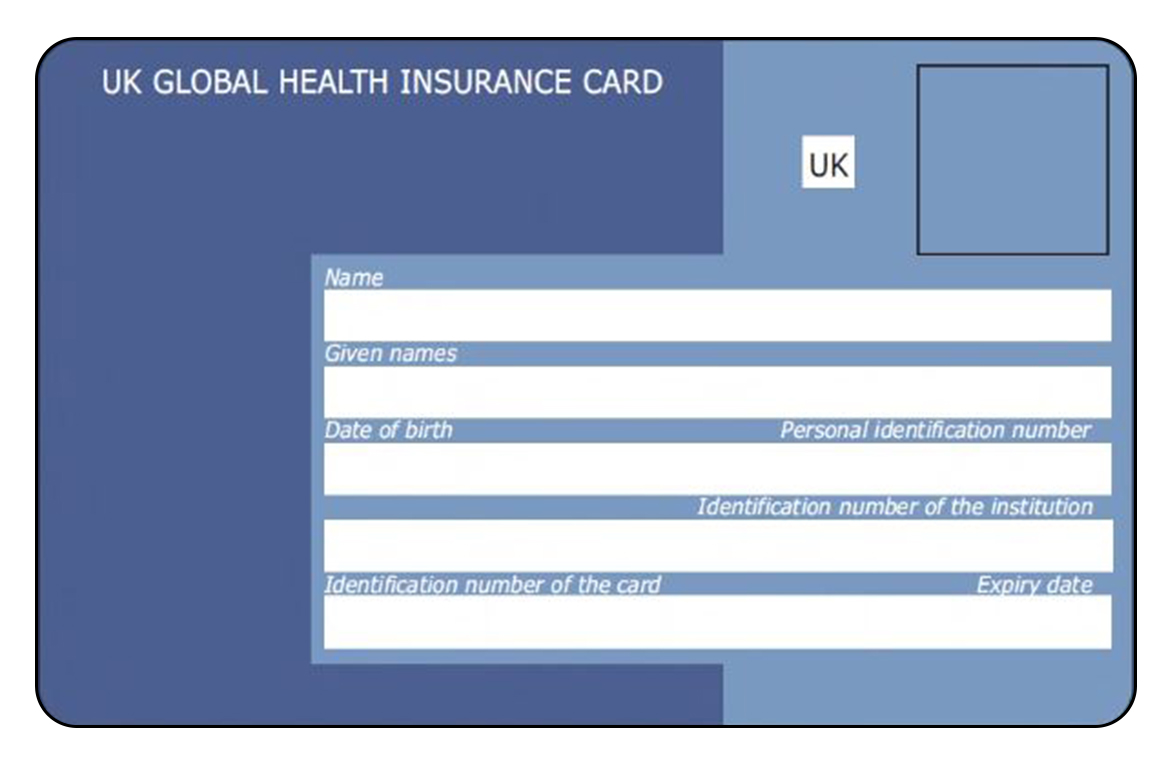 UK GLOBAL HEALTH INSURANCE CARD
UK
Name
Given names
Date of birth Personal identification number
Identification number of the institution
Identification number of the card Expiry date